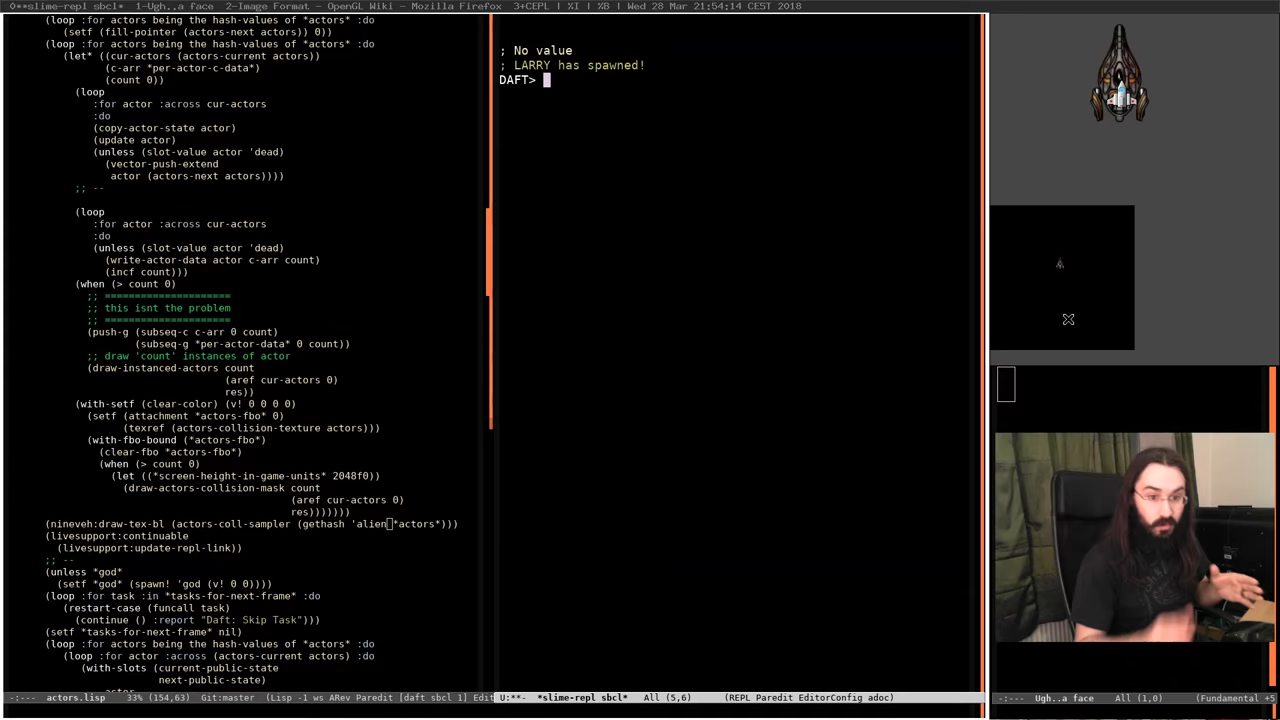 0**slime-repl sbcl*  1-Ugh..a face  2-Image Format - OpenGL Wiki - Mozilla Firefox  3+CEPL | %I | %B | Wed 28 Mar 21:54:14 CEST 2018
(loop :for actors being the hash-values of *actors* :do
(setf (fill-pointer (actors-next actors)) 0))
(loop :for actors being the hash-values of *actors* :do
(let* ((cur-actors (actors-current actors))
(c-arr *per-actor-c-data*)
(count 0))
(loop
:for actor :across cur-actors
:do
(copy-actor-state actor)
(update actor)
(unless (slot-value actor 'dead)
(vector-push-extend
actor (actors-next actors))))
;; --
(loop
:for actor :across cur-actors
:do
(unless (slot-value actor 'dead)
(write-actor-data actor c-arr count)
(incf count)))
(when (> count 0)
;; =====================
;; this isnt the problem
;; =====================
(push-g (subseq-c c-arr 0 count)
(subseq-g *per-actor-data* 0 count))
;; draw 'count' instances of actor
(draw-instanced-actors count
(aref cur-actors 0)
res))
(with-setf (clear-color) (v! 0 0 0 0)
(setf (attachment *actors-fbo* 0)
(texref (actors-collision-texture actors)))
(with-fbo-bound (*actors-fbo*)
(clear-fbo *actors-fbo*)
(when (> count 0)
(let ((*screen-height-in-game-units* 2048f0))
(draw-actors-collision-mask count
(aref cur-actors 0)
res)))))))
(nineveh:draw-tex-bl (actors-coll-sampler (gethash 'alien *actors*)))
(livesupport:continuable
(livesupport:update-repl-link))
;; --
(unless *god*
(setf *god* (spawn! 'god (v! 0 0))))
(loop :for task :in *tasks-for-next-frame* :do
(restart-case (funcall task)
(continue () :report "Daft: Skip Task")))
(setf *tasks-for-next-frame* nil)
(loop :for actors being the hash-values of *actors* :do
(loop :for actor :across (actors-current actors) :do
(with-slots (current-public-state
next-public-state)
actor
-:---  actors.lisp  33% (154,63)  Git:master  (Lisp -1 ws ARev Paredit [daft sbcl 1] Edit
; No value
; LARRY has spawned!
DAFT>
U:**-  *slime-repl sbcl*  All (5,6)  (REPL Paredit EditorConfig adoc)
-:---  Ugh..a face  All (1,0)  (Fundamental +5